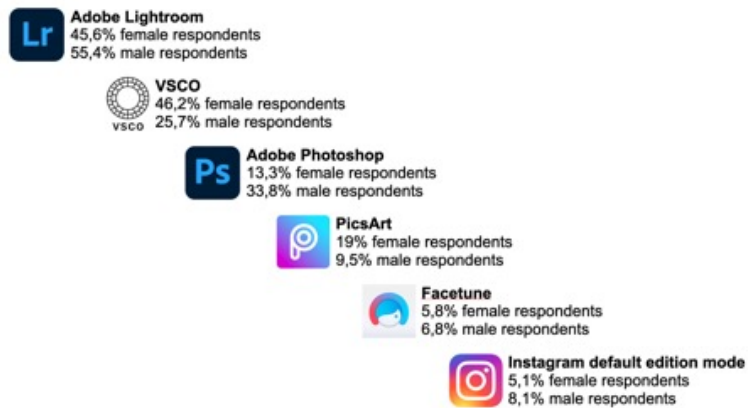 Lr
Adobe Lightroom
45,6% female respondents
55,4% male respondents
VSCO
VSCO
46,2% female respondents
25,7% male respondents
Ps
Adobe Photoshop
13,3% female respondents
33,8% male respondents
PicsArt
19% female respondents
9,5% male respondents
Facetune
5,8% female respondents
6,8% male respondents
Instagram default edition mode
5,1% female respondents
8,1% male respondents